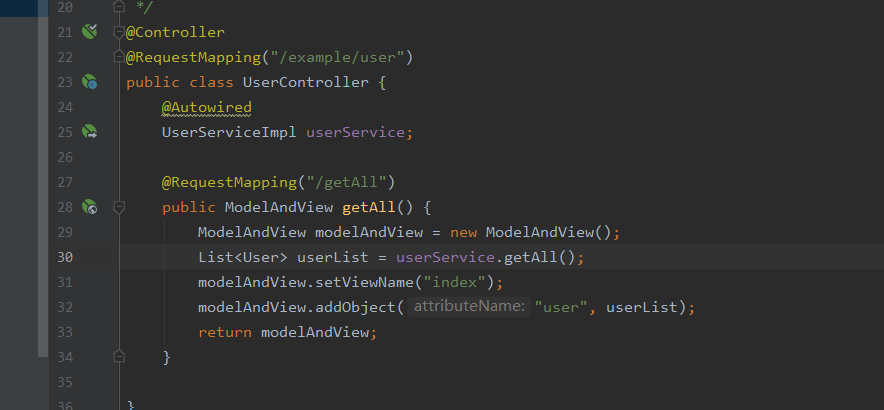 20 */
21 @Controller
22 @RequestMapping("/example/user")
23 public class UserController {
24 @Autowired
25 UserServiceImpl userService;
26
27 @RequestMapping("/getAll")
28 public ModelAndView getAll() {
29 ModelAndView modelAndView = new ModelAndView();
30 List<User> userList = userService.getAll();
31 modelAndView.setViewName("index");
32 modelAndView.addObject( attributeName: "user", userList);
33 return modelAndView;
34 }
35
36 }